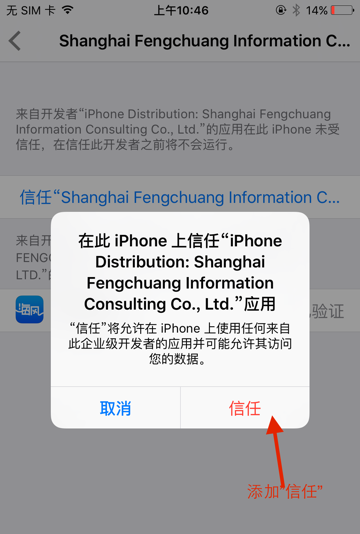 无 SIM 卡 上午10:46 14%
Shanghai Fengchuang Information C...
来自开发者“iPhone Distribution: Shanghai Fengchuang
Information Consulting Co., Ltd.”的应用在此 iPhone 未受
信任，在信任此开发者之前将不会运行。
信任“Shanghai Fengchuang Information C...
来自开
FENGC
LTD.”的
在此 iPhone 上信任“iPhone
Distribution: Shanghai
Fengchuang Information
Consulting Co., Ltd.”应用
“信任”将允许在 iPhone 上使用任何来自
此企业级开发者的应用并可能允许其访问
您的数据。
验证
取消 信任
添加“信任”